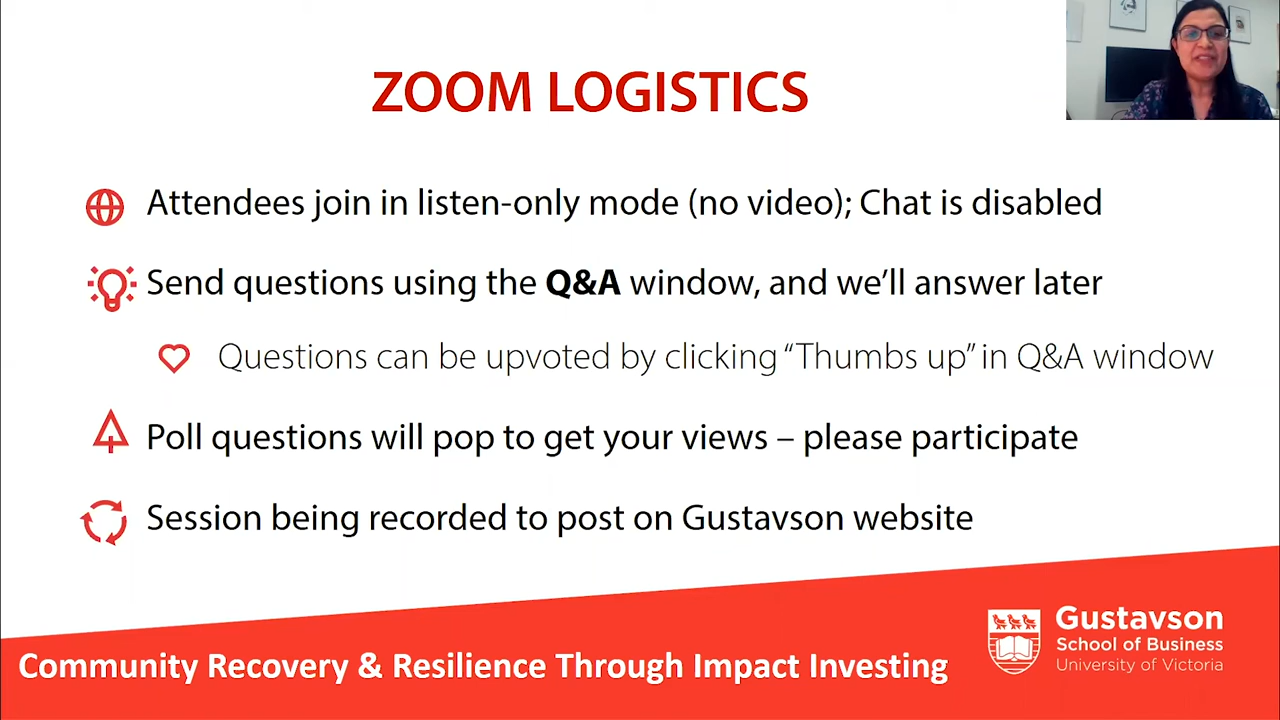 ZOOM LOGISTICS
Attendees join in listen-only mode (no video); Chat is disabled
Send questions using the Q&A window, and we’ll answer later
Questions can be upvoted by clicking “Thumbs up” in Q&A window
Poll questions will pop to get your views – please participate
Session being recorded to post on Gustavson website
Community Recovery & Resilience Through Impact Investing
Gustavson
School of Business
University of Victoria